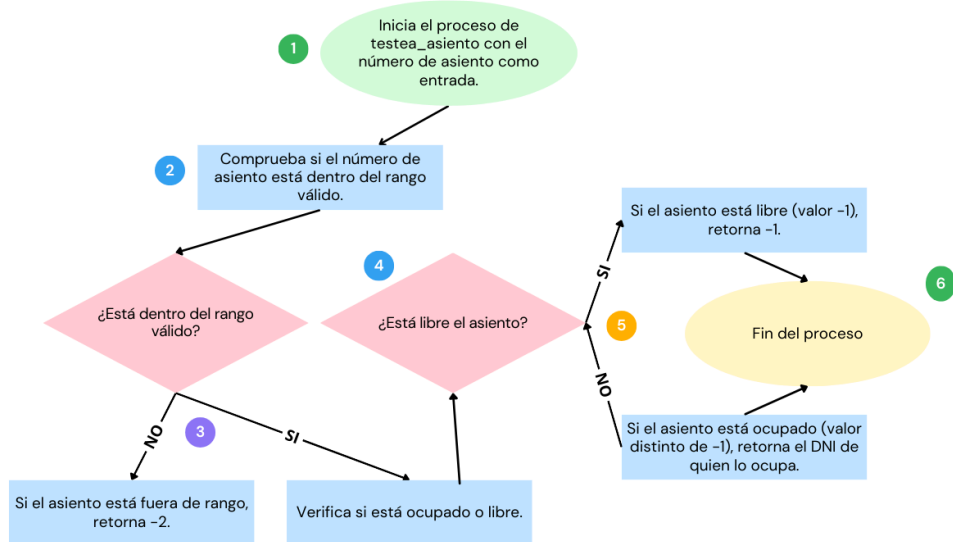 1
Inicia el proceso de
testea_asiento con el
número de asiento como
entrada.
2
Comprueba si el número de
asiento está dentro del rango
válido.
¿Está dentro del rango
válido?
3
NO
SI
Si el asiento está fuera de rango,
retorna -2.
Verifica si está ocupado o libre.
4
¿Está libre el asiento?
5
SI
NO
Si el asiento está libre (valor -1),
retorna -1.
Si el asiento está ocupado (valor
distinto de -1), retorna el DNI de
quien lo ocupa.
6
Fin del proceso